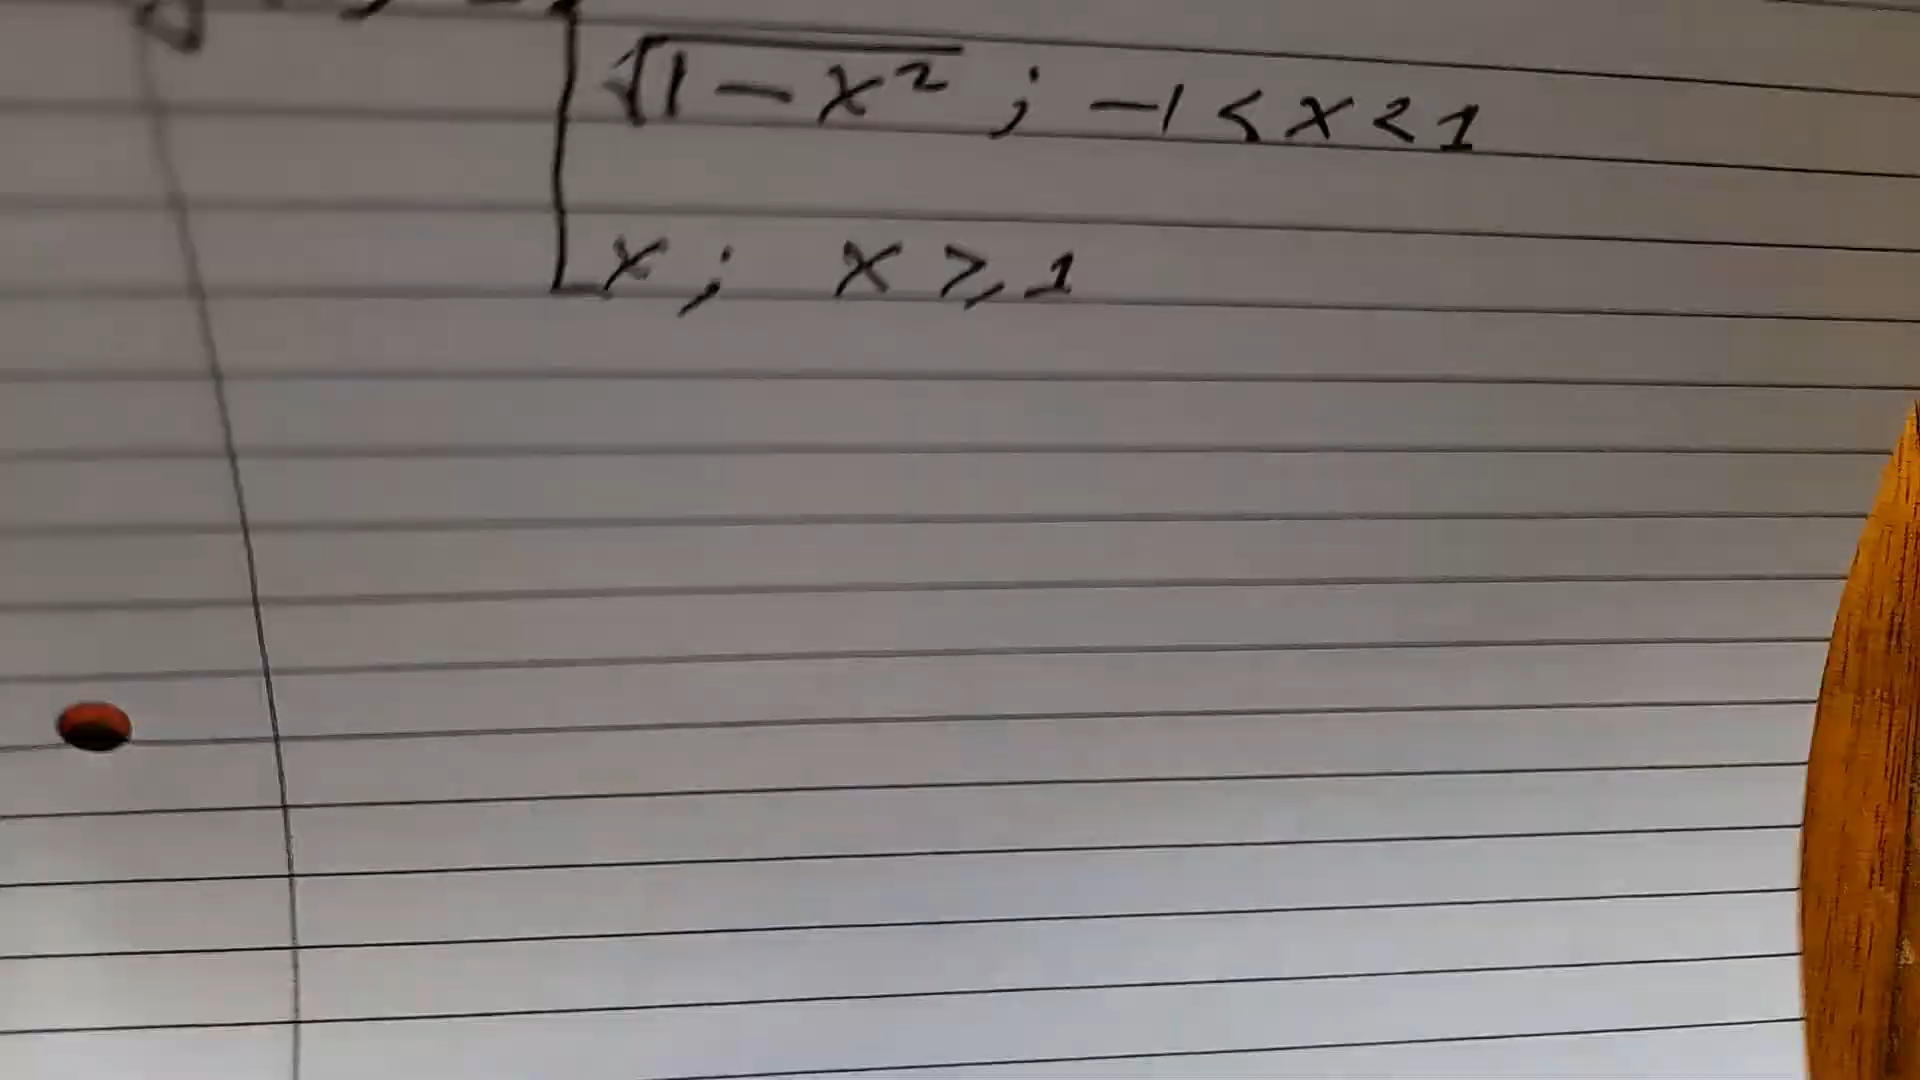 √1-x² ; -1<x<1
x ; x ≥ 1